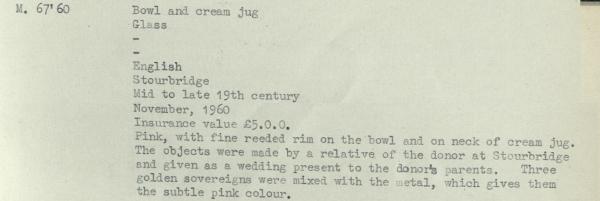 M. 67'60 Bowl and cream jug
Glass
-
-
English
Stourbridge
Mid to late 19th century
November, 1960
Insurance value £5.0.0.
Pink, with fine reeded rim on the bowl and on neck of cream jug.
The objects were made by a relative of the donor at Stourbridge
and given as a wedding present to the donor's parents. Three
golden sovereigns were mixed with the metal, which gives them
the subtle pink colour.